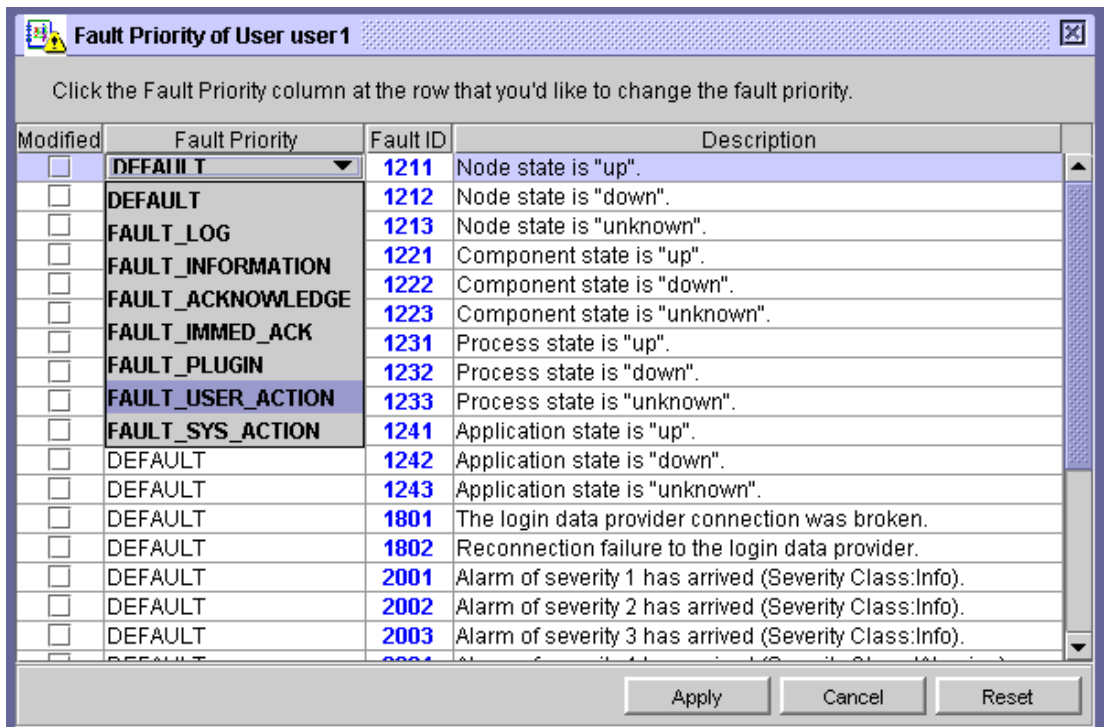 Fault Priority of User user1
Click the Fault Priority column at the row that you'd like to change the fault priority.
Modified Fault Priority Fault ID Description
DEFAULT 1211 Node state is "up".
DEFAULT 1212 Node state is "down".
FAULT_LOG 1213 Node state is "unknown".
FAULT_INFORMATION 1221 Component state is "up".
FAULT_ACKNOWLEDGE 1222 Component state is "down".
1223 Component state is "unknown".
FAULT_IMMED_ACK 1231 Process state is "up".
FAULT_PLUGIN 1232 Process state is "down".
FAULT_USER_ACTION 1233 Process state is "unknown".
FAULT_SYS_ACTION 1241 Application state is "up".
DEFAULT 1242 Application state is "down".
DEFAULT 1243 Application state is "unknown".
DEFAULT 1801 The login data provider connection was broken.
DEFAULT 1802 Reconnection failure to the login data provider.
DEFAULT 2001 Alarm of severity 1 has arrived (Severity Class:Info).
DEFAULT 2002 Alarm of severity 2 has arrived (Severity Class:Info).
DEFAULT 2003 Alarm of severity 3 has arrived (Severity Class:Info).
Apply Cancel Reset